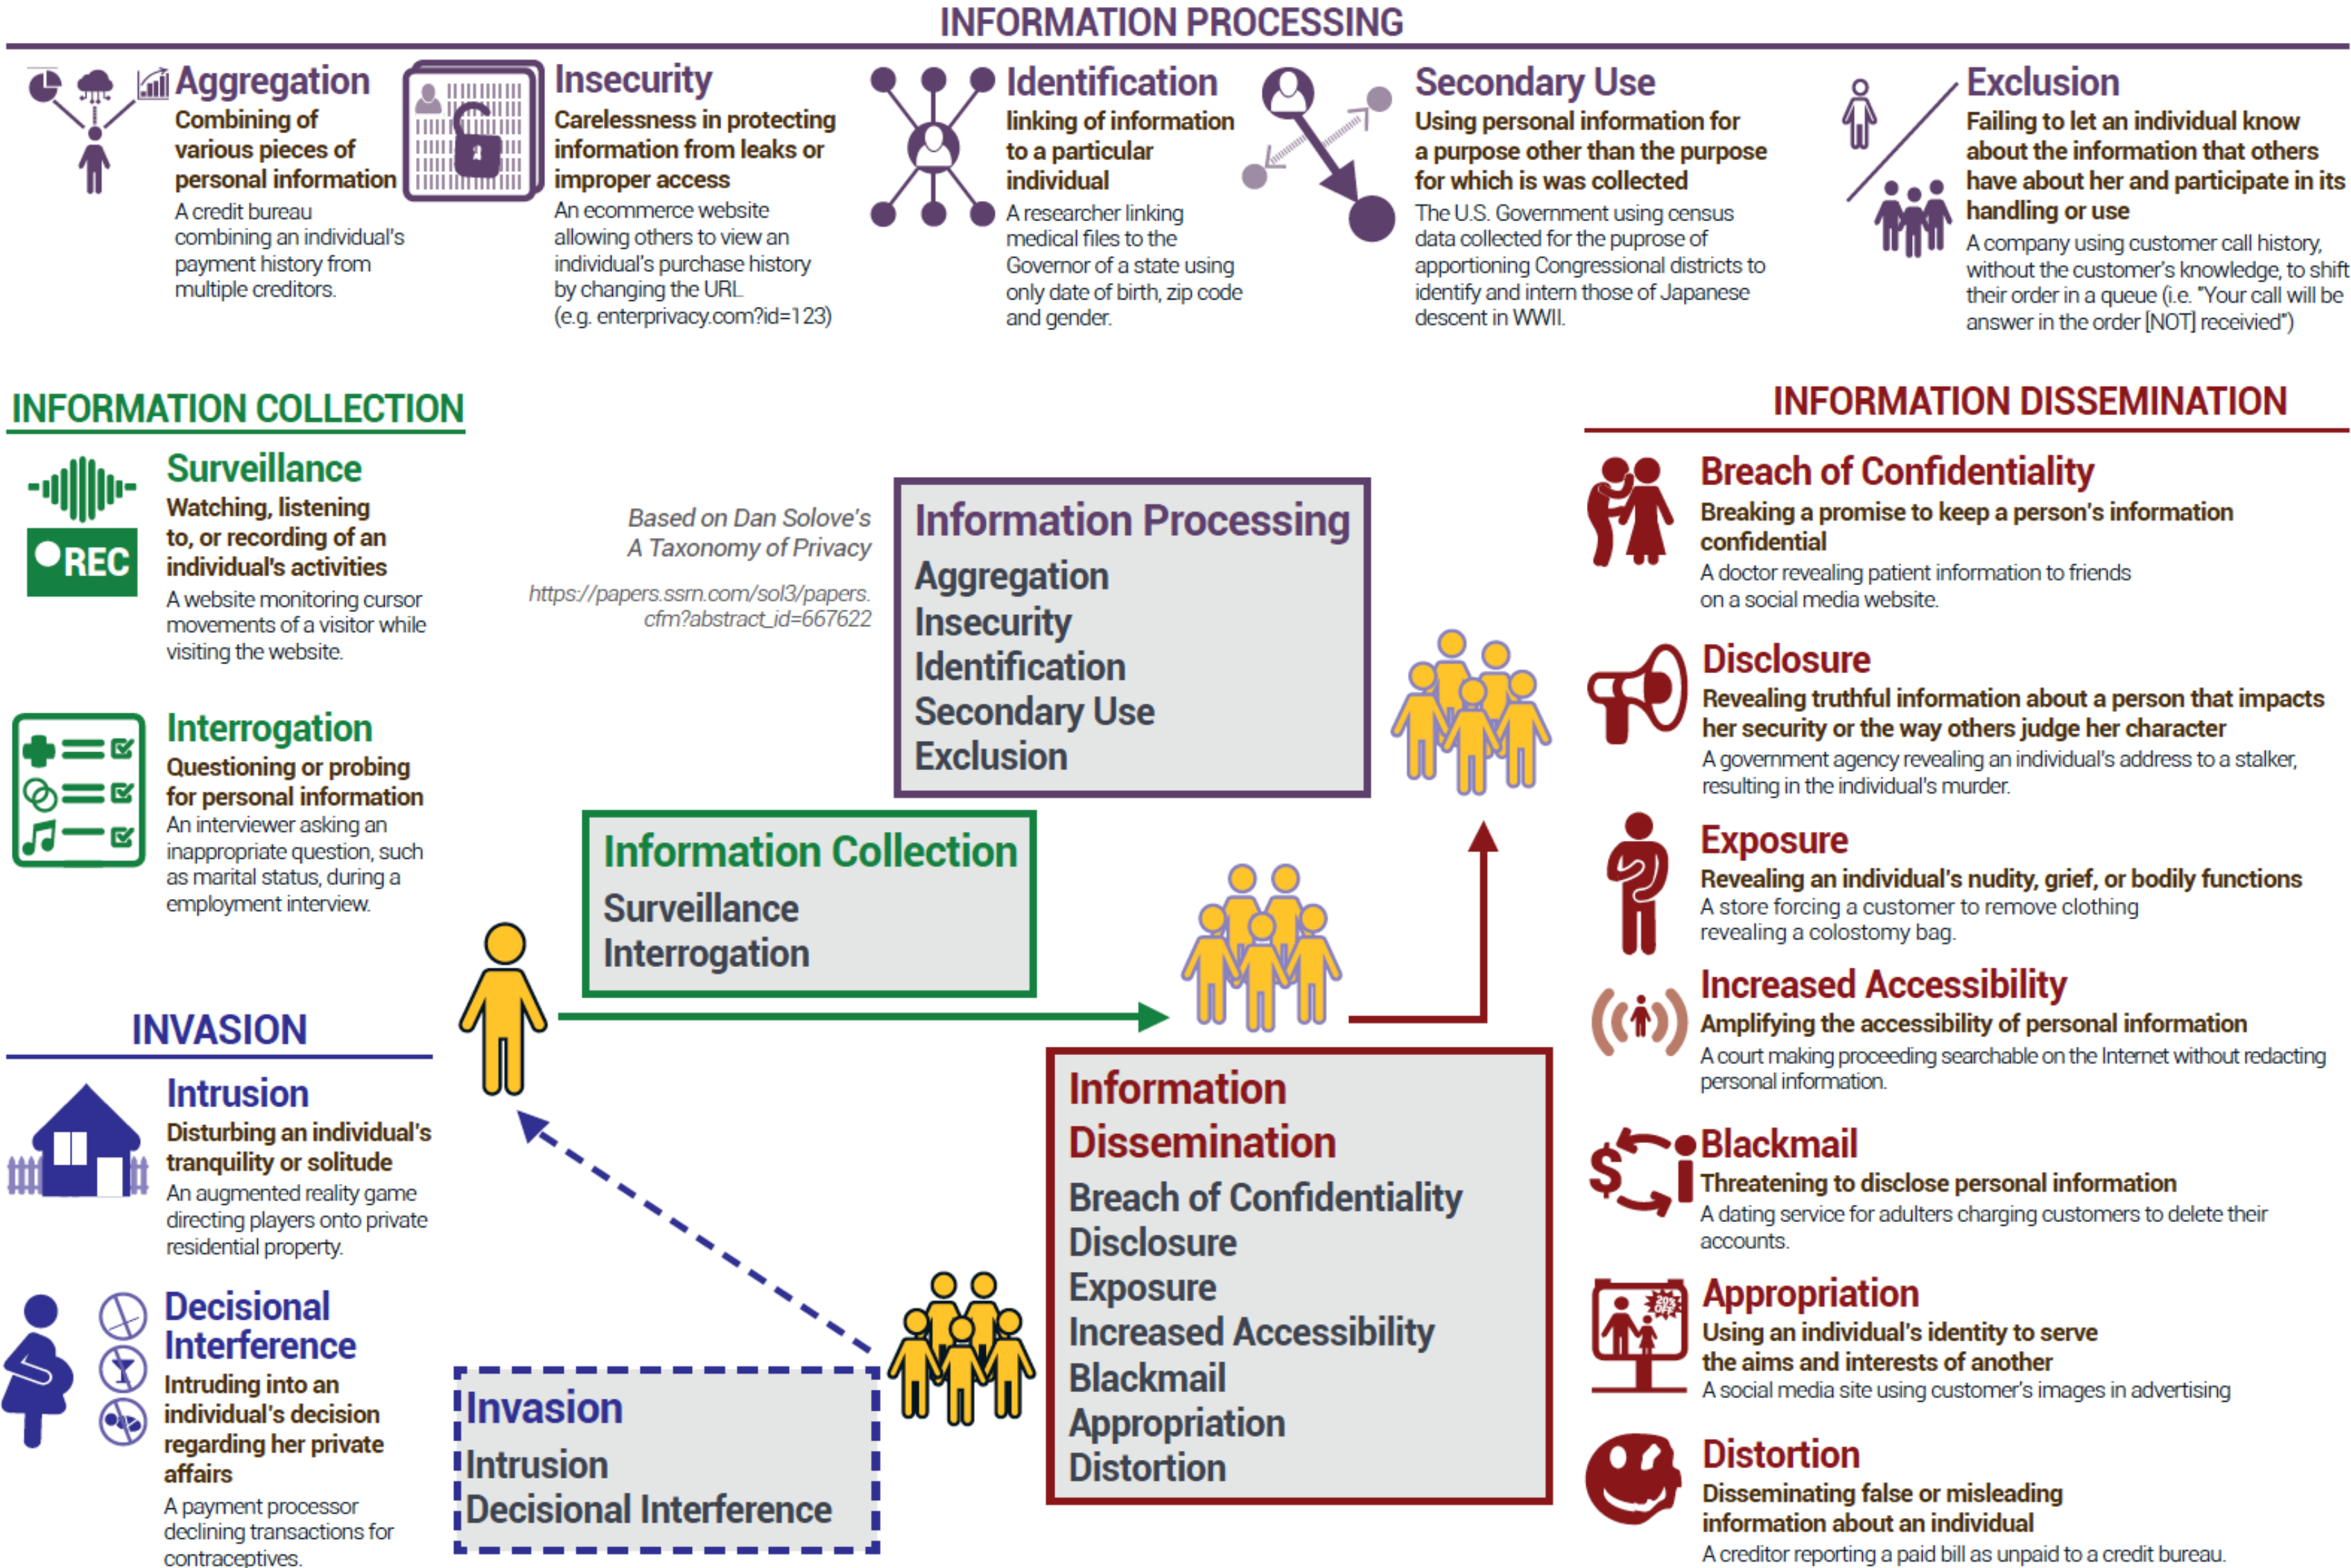 INFORMATION PROCESSING
Aggregation
Combining of
various pieces of
personal information
A credit bureau
combining an individual's
payment history from
multiple creditors.
Insecurity
Carelessness in protecting
information from leaks or
improper access
An ecommerce website
allowing others to view an
individual's purchase history
by changing the URL
(e.g. enterprivacy.com?id=123)
Identification
linking of information
to a particular
individual
A researcher linking
medical files to the
Governor of a state using
only date of birth, zip code
and gender.
Secondary Use
Using personal information for
a purpose other than the purpose
for which is was collected
The U.S. Government using census
data collected for the puprose of
apportioning Congressional districts to
identify and intern those of Japanese
descent in WWII.
Exclusion
Failing to let an individual know
about the information that others
have about her and participate in its
handling or use
A company using customer call history,
without the customer's knowledge, to shift
their order in a queue (i.e. "Your call will be
answer in the order [NOT] receivied")
INFORMATION COLLECTION
Surveillance
Watching, listening
to, or recording of an
individual's activities
A website monitoring cursor
movements of a visitor while
visiting the website.
REC
Interrogation
Questioning or probing
for personal information
An interviewer asking an
inappropriate question, such
as marital status, during a
employment interview.
INVASION
Intrusion
Disturbing an individual's
tranquility or solitude
An augmented reality game
directing players onto private
residential property.
Decisional
Interference
Intruding into an
individual's decision
regarding her private
affairs
A payment processor
declining transactions for
contraceptives.
Based on Dan Solove's
A Taxonomy of Privacy
https://papers.ssrn.com/sol3/papers.
cfm?abstract_id=667622
Information Processing
Aggregation
Insecurity
Identification
Secondary Use
Exclusion
Information Collection
Surveillance
Interrogation
Information
Dissemination
Breach of Confidentiality
Disclosure
Exposure
Increased Accessibility
Blackmail
Appropriation
Distortion
Invasion
Intrusion
Decisional Interference
INFORMATION DISSEMINATION
Breach of Confidentiality
Breaking a promise to keep a person's information
confidential
A doctor revealing patient information to friends
on a social media website.
Disclosure
Revealing truthful information about a person that impacts
her security or the way others judge her character
A government agency revealing an individual's address to a stalker,
resulting in the individual's murder.
Exposure
Revealing an individual's nudity, grief, or bodily functions
A store forcing a customer to remove clothing
revealing a colostomy bag.
Increased Accessibility
Amplifying the accessibility of personal information
A court making proceeding searchable on the Internet without redacting
personal information.
$
Blackmail
Threatening to disclose personal information
A dating service for adulters charging customers to delete their
accounts.
20%
OFF
Appropriation
Using an individual's identity to serve
the aims and interests of another
A social media site using customer's images in advertising
Distortion
Disseminating false or misleading
information about an individual
A creditor reporting a paid bill as unpaid to a credit bureau.